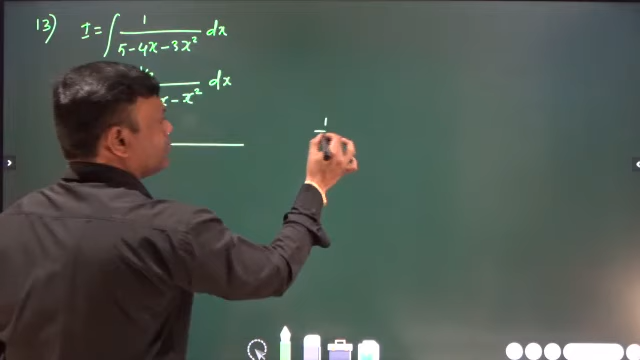 13) I = ∫ 1 / (5 - 4x - 3x²) dx
x - x² dx
1